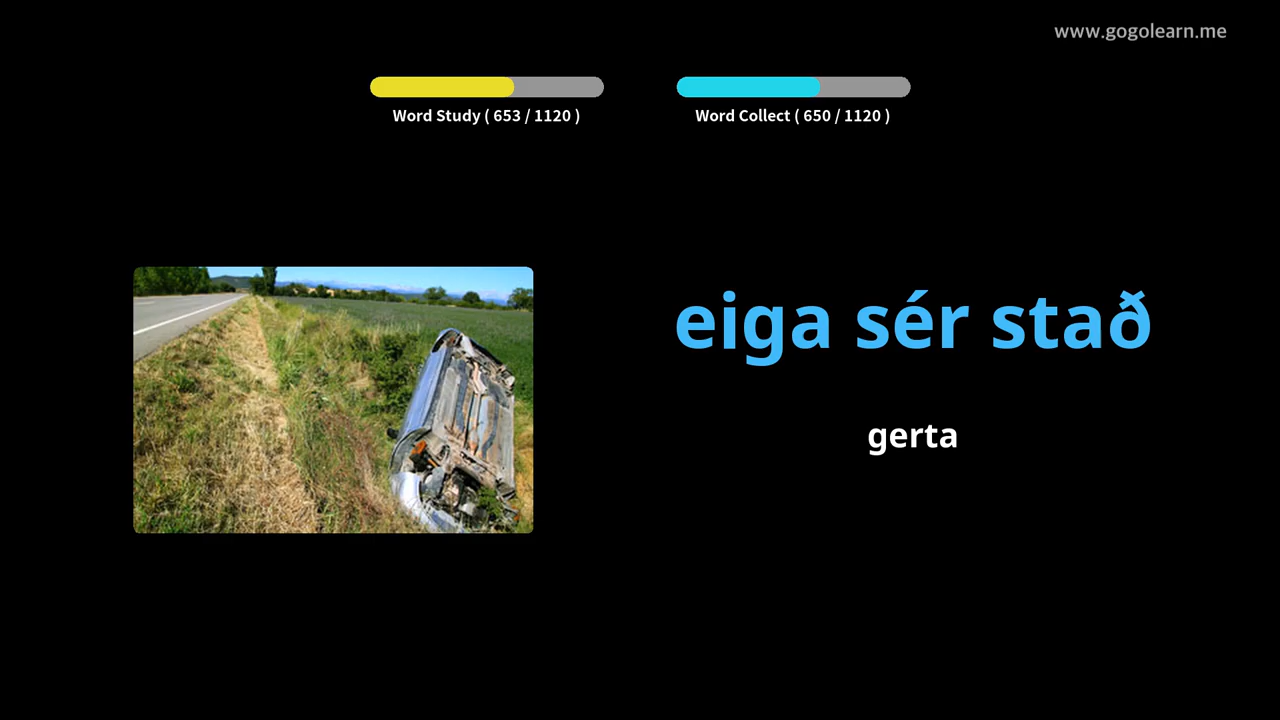 www.gogolearn.me
Word Study ( 653 / 1120 )
Word Collect ( 650 / 1120 )
eiga sér stað
gerta